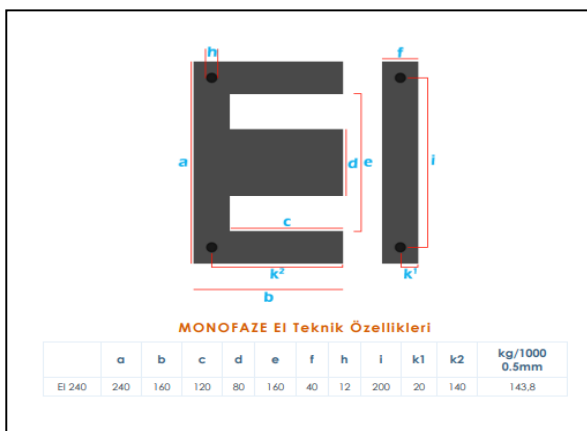 h
f
a
d
e
i
c
k²
k¹
b
MONOFAZE EI Teknik Özellikleri
a b c d e f h i k1 k2 kg/1000 0.5mm
EI 240 240 160 120 80 160 40 12 200 20 140 143,8